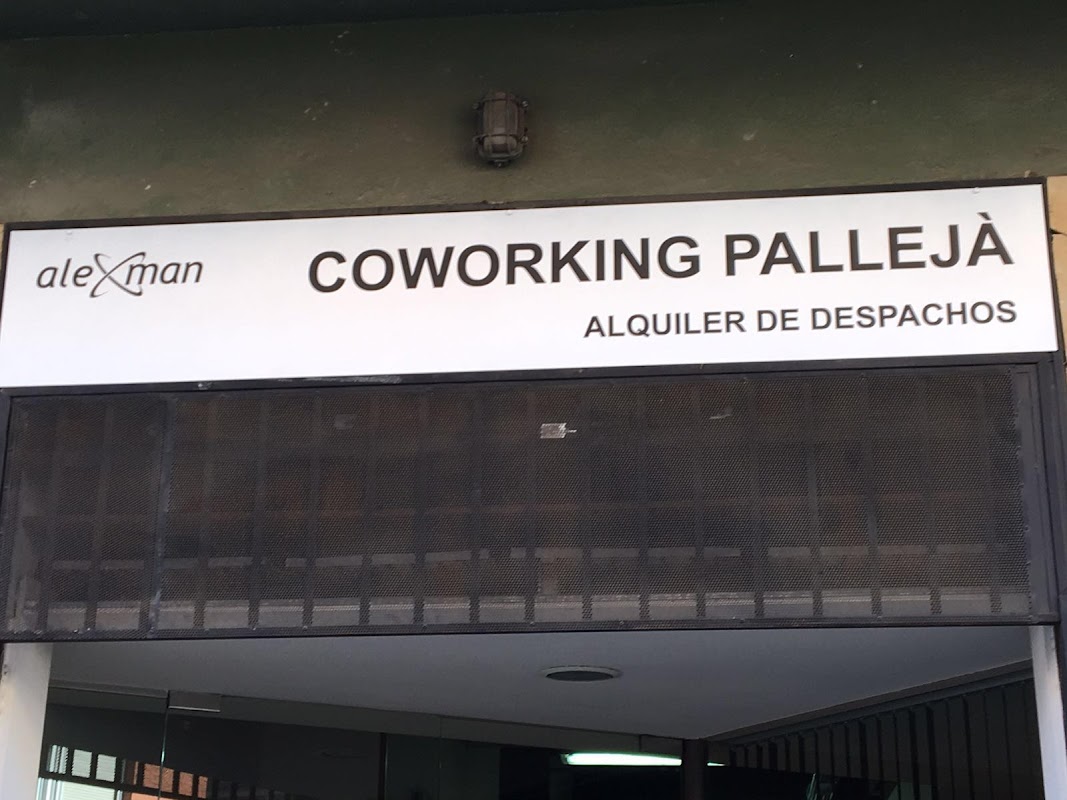 alexman
COWORKING PALLEJÀ
ALQUILER DE DESPACHOS